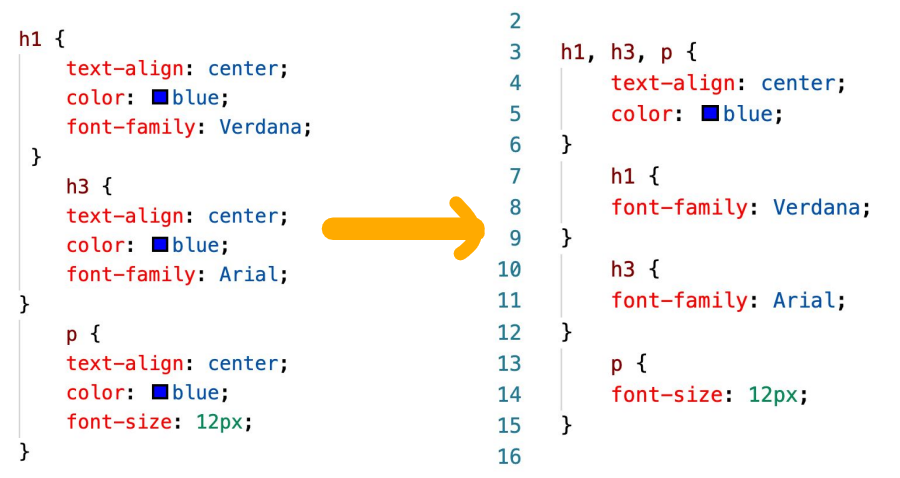 h1 {
text-align: center;
color: blue;
font-family: Verdana;
}
h3 {
text-align: center;
color: blue;
font-family: Arial;
}
p {
text-align: center;
color: blue;
font-size: 12px;
}
2
3 h1, h3, p {
4 text-align: center;
5 color: blue;
6 }
7 h1 {
8 font-family: Verdana;
9 }
10 h3 {
11 font-family: Arial;
12 }
13 p {
14 font-size: 12px;
15 }
16